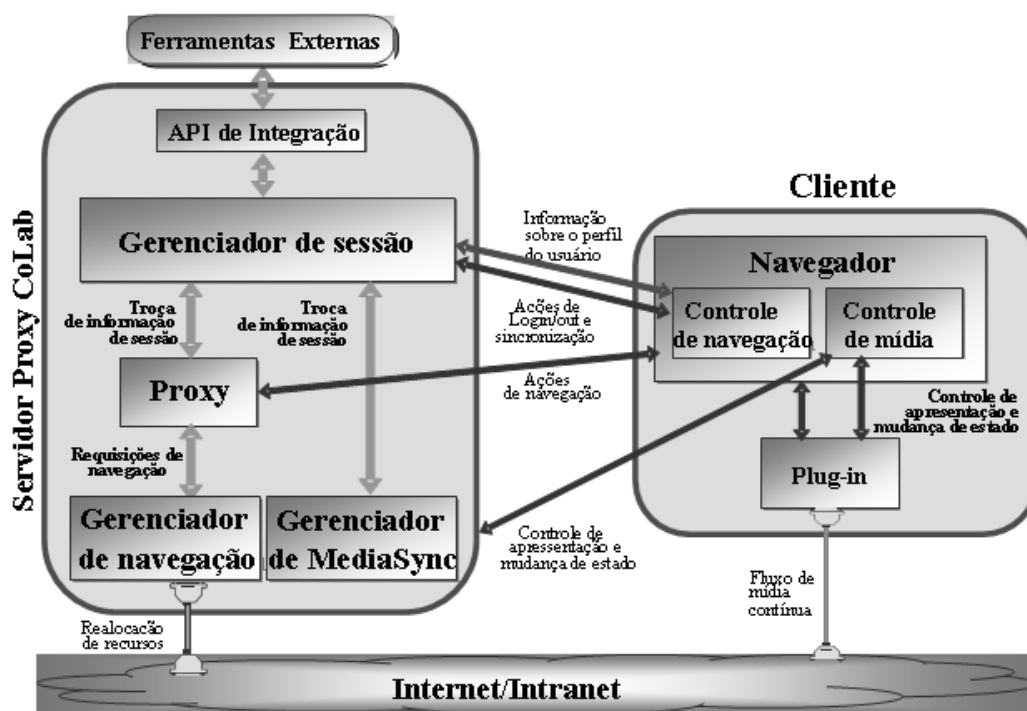 Ferramentas Externas
API de Integração
Gerenciador de sessão
Troca
de informação
de sessão
Troca
de informação
de sessão
Proxy
Requisições de
navegação
Gerenciador
de navegação
Gerenciador
de MediaSync
Servidor Proxy CoLab
Informação
sobre o perfil
do usuário
Ações de
Login/out e
sincronização
Ações
de navegação
Controle de
apresentação e
mudança de estado
Cliente
Navegador
Controle
de navegação
Controle
de mídia
Controle de
apresentação e
mudança de estado
Plug-in
Fluxo de
mídia
contínua
Realocação
de recursos
Internet/Intranet